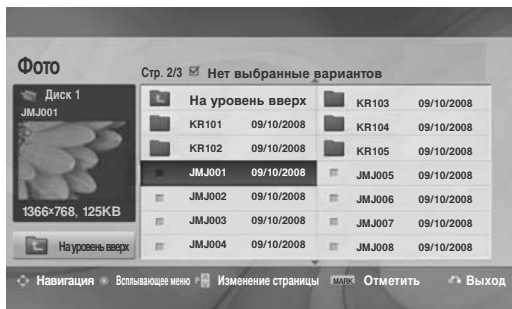 Фото
Стр. 2/3 Нет выбранные вариантов
Диск 1
JMJ001
1366×768, 125KB
На уровень вверх
На уровень вверх
KR101 09/10/2008
KR102 09/10/2008
JMJ001 09/10/2008
JMJ002 09/10/2008
JMJ003 09/10/2008
JMJ004 09/10/2008
KR103 09/10/2008
KR104 09/10/2008
KR105 09/10/2008
JMJ005 09/10/2008
JMJ006 09/10/2008
JMJ007 09/10/2008
JMJ008 09/10/2008
Навигация Всплывающее меню P Изменение страницы MARK Отметить Выход